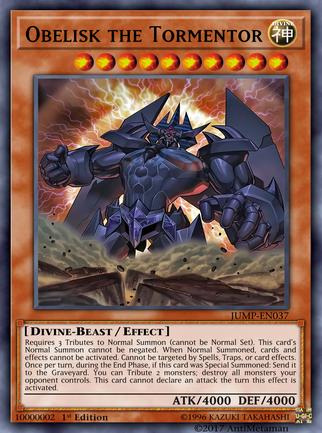 OBELISK THE TORMENTOR
DIVINE
神
JUMP-EN037
[DIVINE-BEAST / EFFECT]
Requires 3 Tributes to Normal Summon (cannot be Normal Set). This card's
Normal Summon cannot be negated. When Normal Summoned, cards and
effects cannot be activated. Cannot be targeted by Spells, Traps, or card effects.
Once per turn, during the End Phase, if this card was Special Summoned: Send it
to the Graveyard. You can Tribute 2 monsters; destroy all monsters your
opponent controls. This card cannot declare an attack the turn this effect is
activated.
ATK/4000 DEF/4000
10000002 1st Edition ©1996 KAZUKI TAKAHASHI
©2017 AntiMetaman